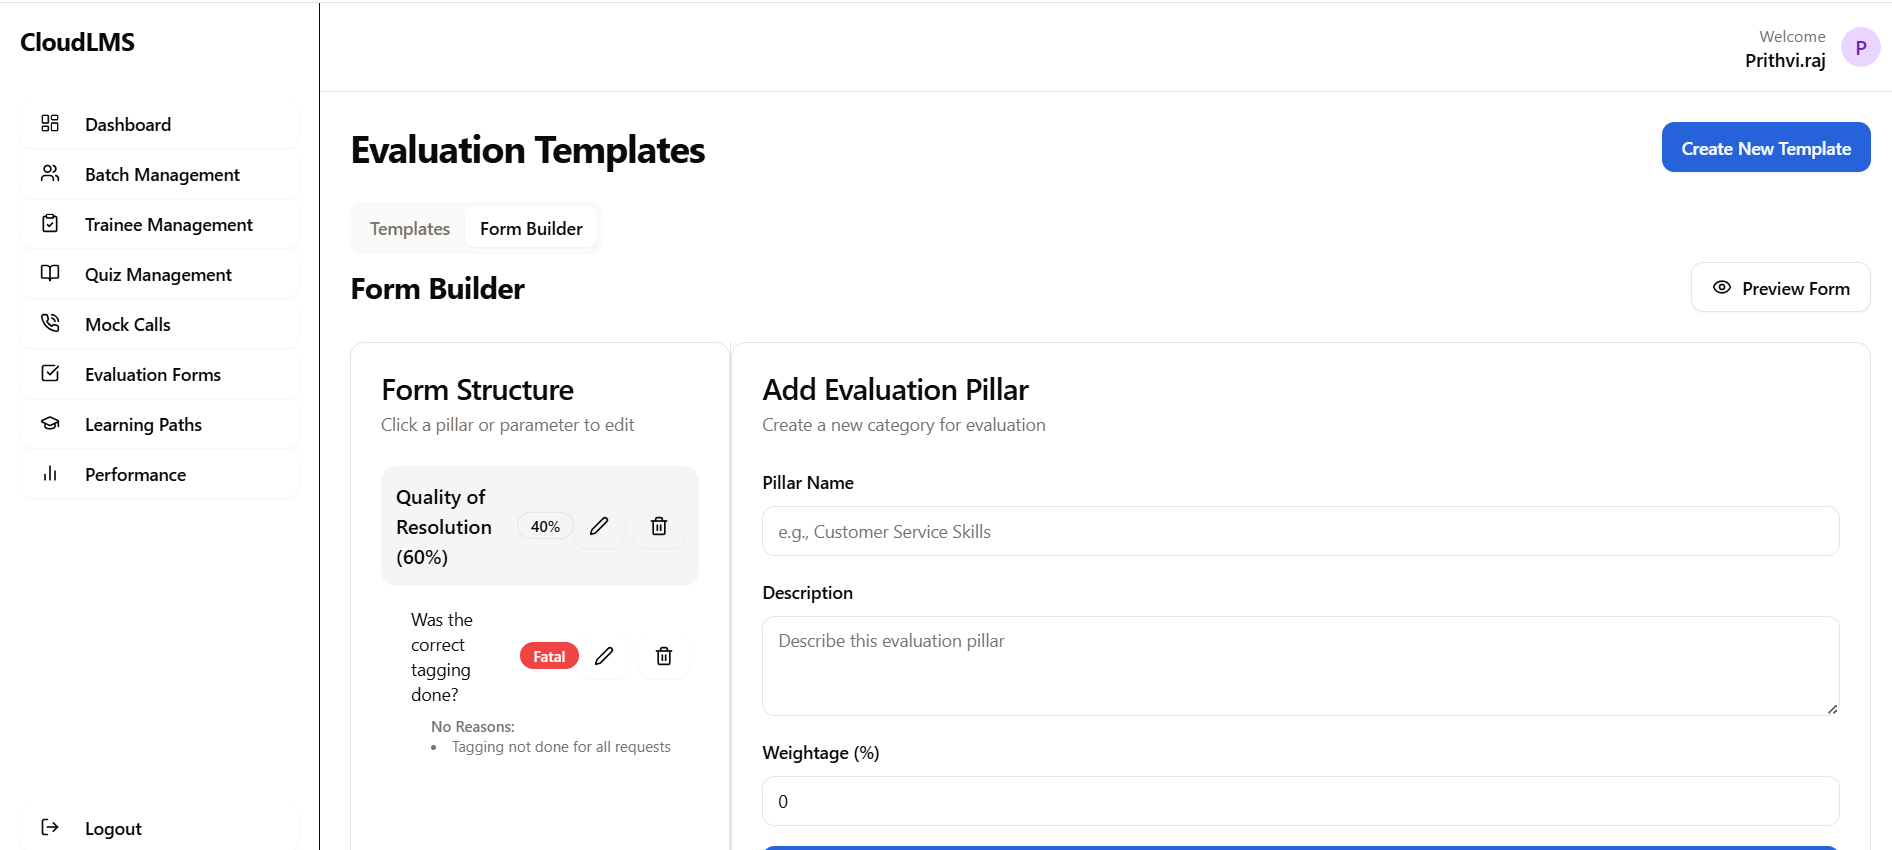 CloudLMS
Welcome
Prithvi.raj
P
Dashboard
Batch Management
Trainee Management
Quiz Management
Mock Calls
Evaluation Forms
Learning Paths
Performance
Logout
Evaluation Templates
Create New Template
Templates
Form Builder
Form Builder
Preview Form
Form Structure
Click a pillar or parameter to edit
Quality of
Resolution
(60%)
40%
Was the
correct
tagging
done?
Fatal
No Reasons:
• Tagging not done for all requests
Add Evaluation Pillar
Create a new category for evaluation
Pillar Name
e.g., Customer Service Skills
Description
Describe this evaluation pillar
Weightage (%)
0